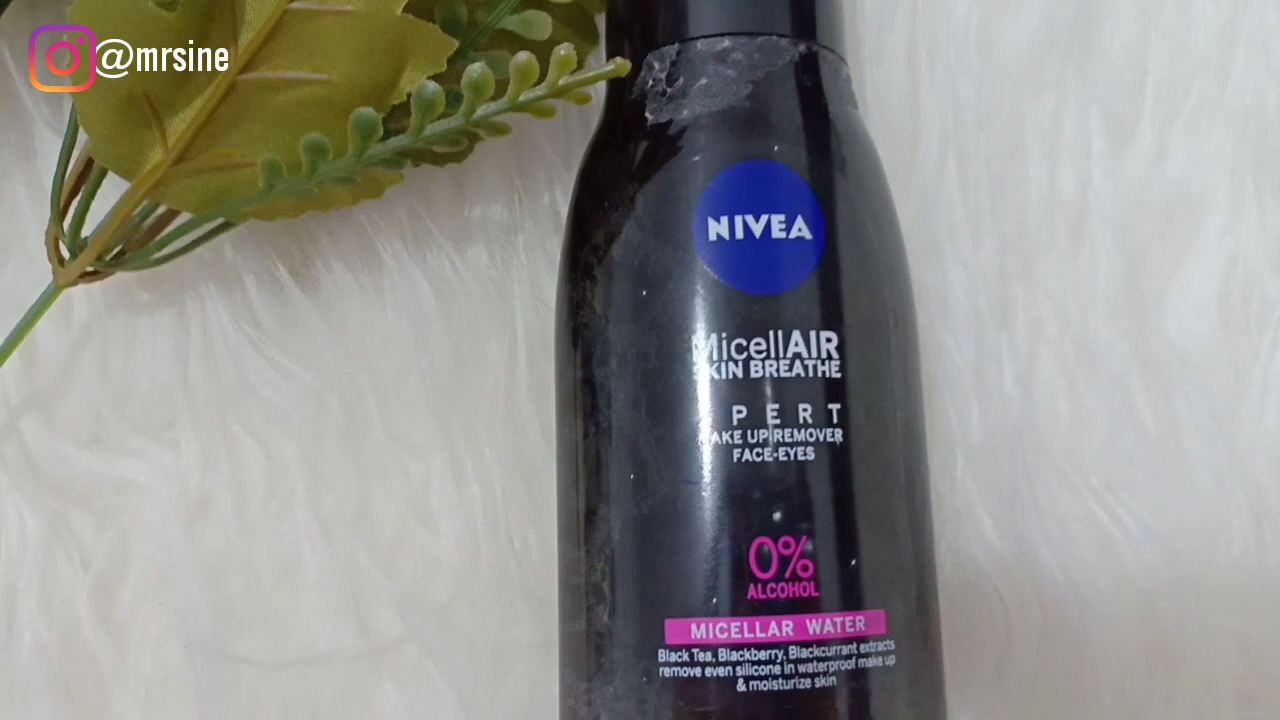 @mrsine
NIVEA
MicellAIR
SKIN BREATHE
PERT
MAKE UP REMOVER
FACE-EYES
0%
ALCOHOL
MICELLAR WATER
Black Tea, Blackberry, Blackcurrant extracts
remove even silicone in waterproof make up
& moisturize skin